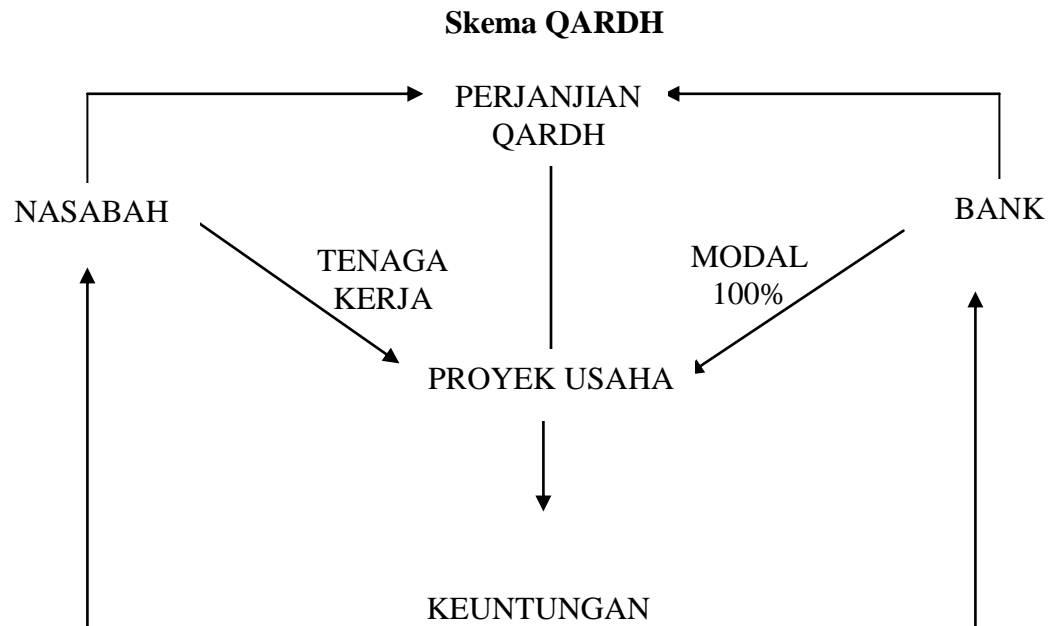 Skema QARDH
PERJANJIAN
QARDH
NASABAH
BANK
TENAGA
KERJA
MODAL
100%
PROYEK USAHA
KEUNTUNGAN